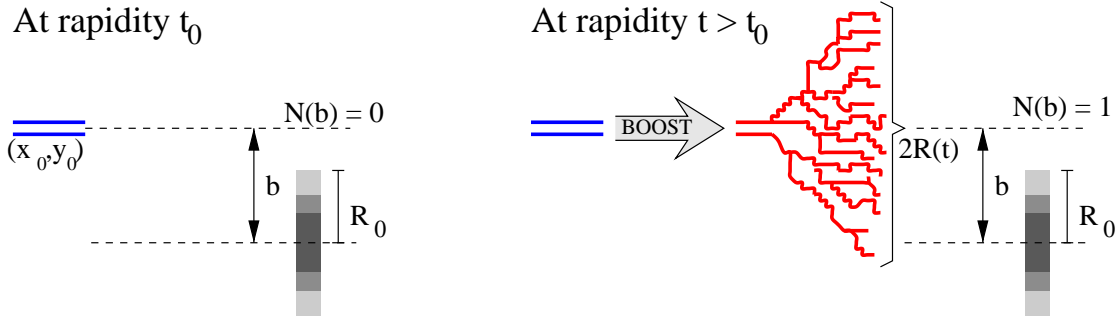 At rapidity t₀
At rapidity t > t₀
N(b) = 0
(x₀,y₀)
b
R₀
BOOST
2R(t)
N(b) = 1
b
R₀